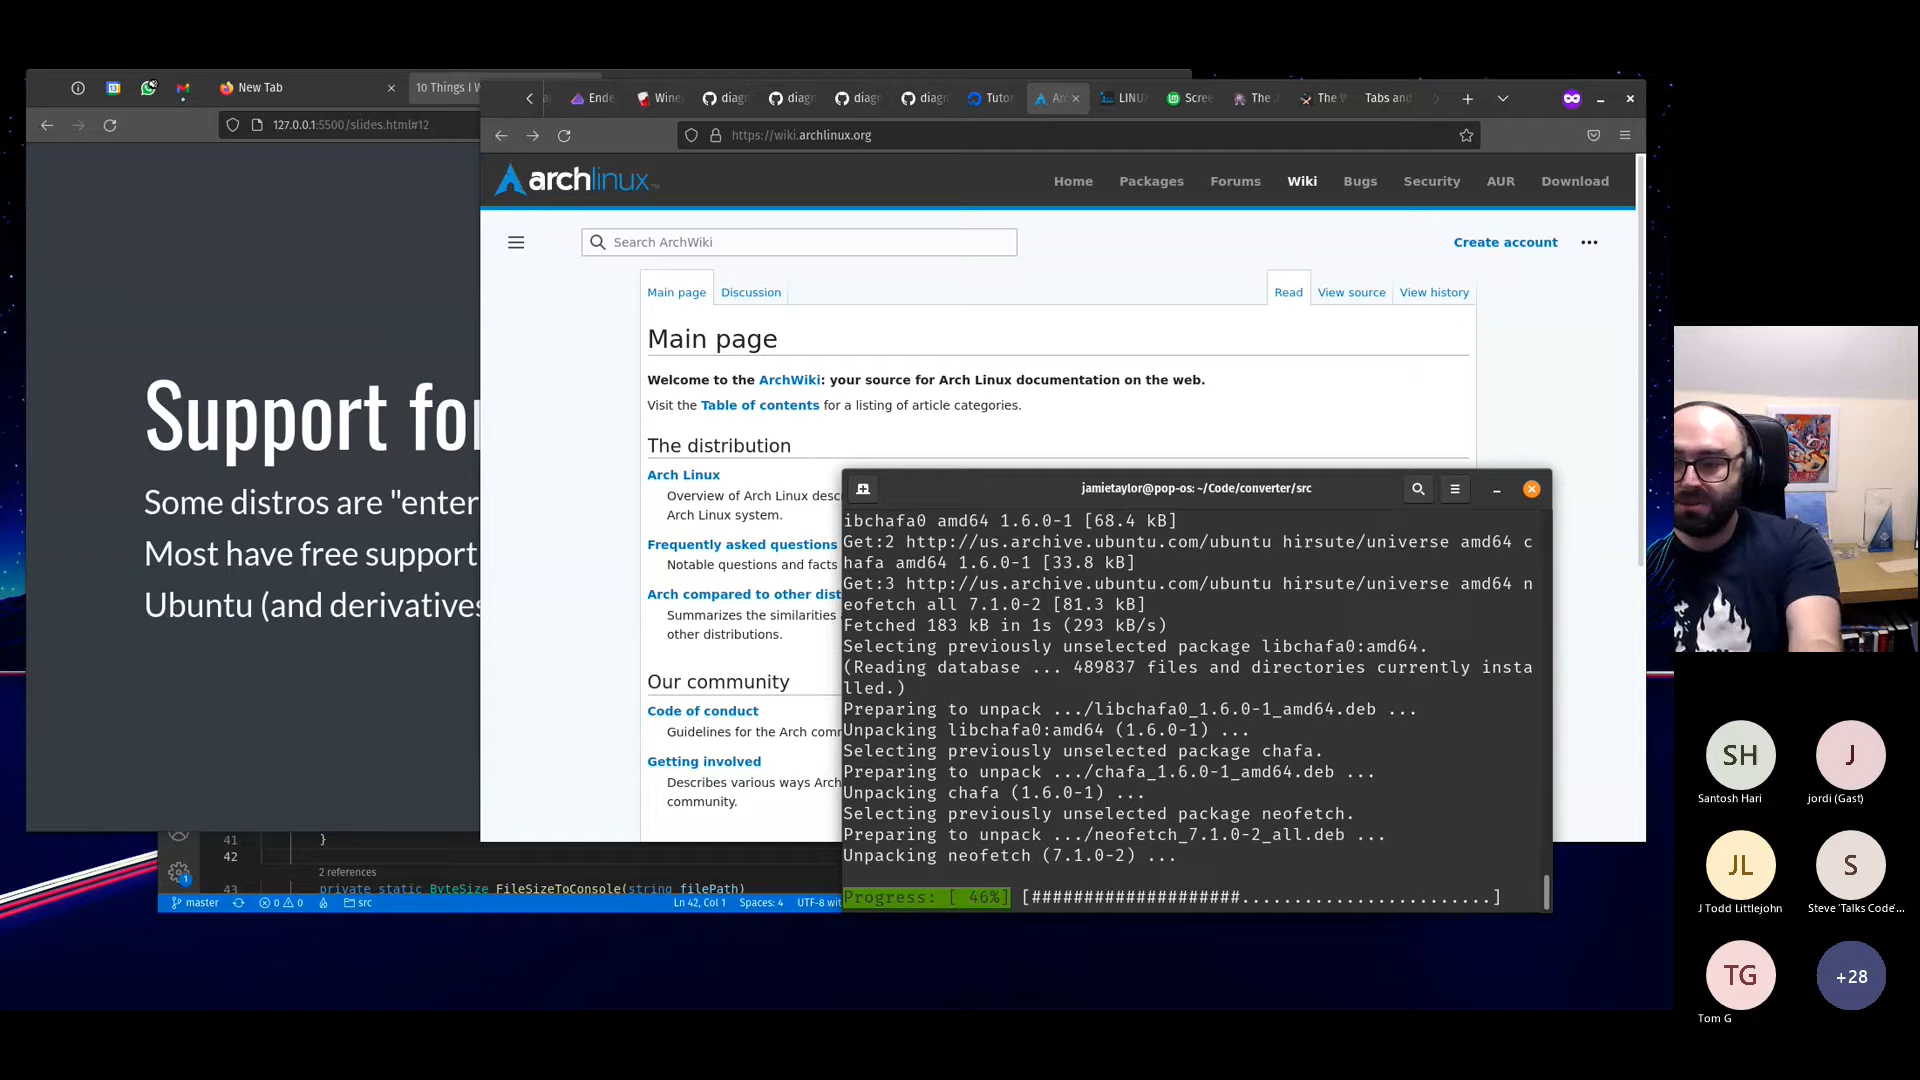 New Tab
10 Things I W
127.0.0.1:5500/slides.html#12
Support for
Some distros are "enter
Most have free support
Ubuntu (and derivatives
Ende
Wine
diagr
diagn
diag
diagn
Tutor
Arc
LINU
Scree
The
The W
Tabs and
https://wiki.archlinux.org
archlinux
Home
Packages
Forums
Wiki
Bugs
Security
AUR
Download
Search ArchWiki
Create account
Main page
Discussion
Read
View source
View history
Main page
Welcome to the ArchWiki: your source for Arch Linux documentation on the web.
Visit the Table of contents for a listing of article categories.
The distribution
Arch Linux
Overview of Arch Linux desc
Arch Linux system.
Frequently asked questions
Notable questions and facts
Arch compared to other dist
Summarizes the similarities
other distributions.
Our community
Code of conduct
Guidelines for the Arch comm
Getting involved
Describes various ways Arch
community.
jamietaylor@pop-os: ~/Code/converter/src
ibchafa0 amd64 1.6.0-1 [68.4 kB]
Get:2 http://us.archive.ubuntu.com/ubuntu hirsute/universe amd64 c
hafa amd64 1.6.0-1 [33.8 kB]
Get:3 http://us.archive.ubuntu.com/ubuntu hirsute/universe amd64 n
eofetch all 7.1.0-2 [81.3 kB]
Fetched 183 kB in 1s (293 kB/s)
Selecting previously unselected package libchafa0:amd64.
(Reading database ... 489837 files and directories currently insta
lled.)
Preparing to unpack .../libchafa0_1.6.0-1_amd64.deb ...
Unpacking libchafa0:amd64 (1.6.0-1) ...
Selecting previously unselected package chafa.
Preparing to unpack .../chafa_1.6.0-1_amd64.deb ...
Unpacking chafa (1.6.0-1) ...
Selecting previously unselected package neofetch.
Preparing to unpack .../neofetch_7.1.0-2_all.deb ...
Unpacking neofetch (7.1.0-2) ...
Progress: [ 46%] [####################.........................]
41 }
42
2 references
43 private static ByteSize FileSizeToConsole(string filePath)
master
0
0
src
Ln 42, Col 1
Spaces: 4
UTF-8 wit
SH
Santosh Hari
J
jordi (Gast)
JL
J Todd Littlejohn
S
Steve 'Talks Code'...
TG
Tom G
+28